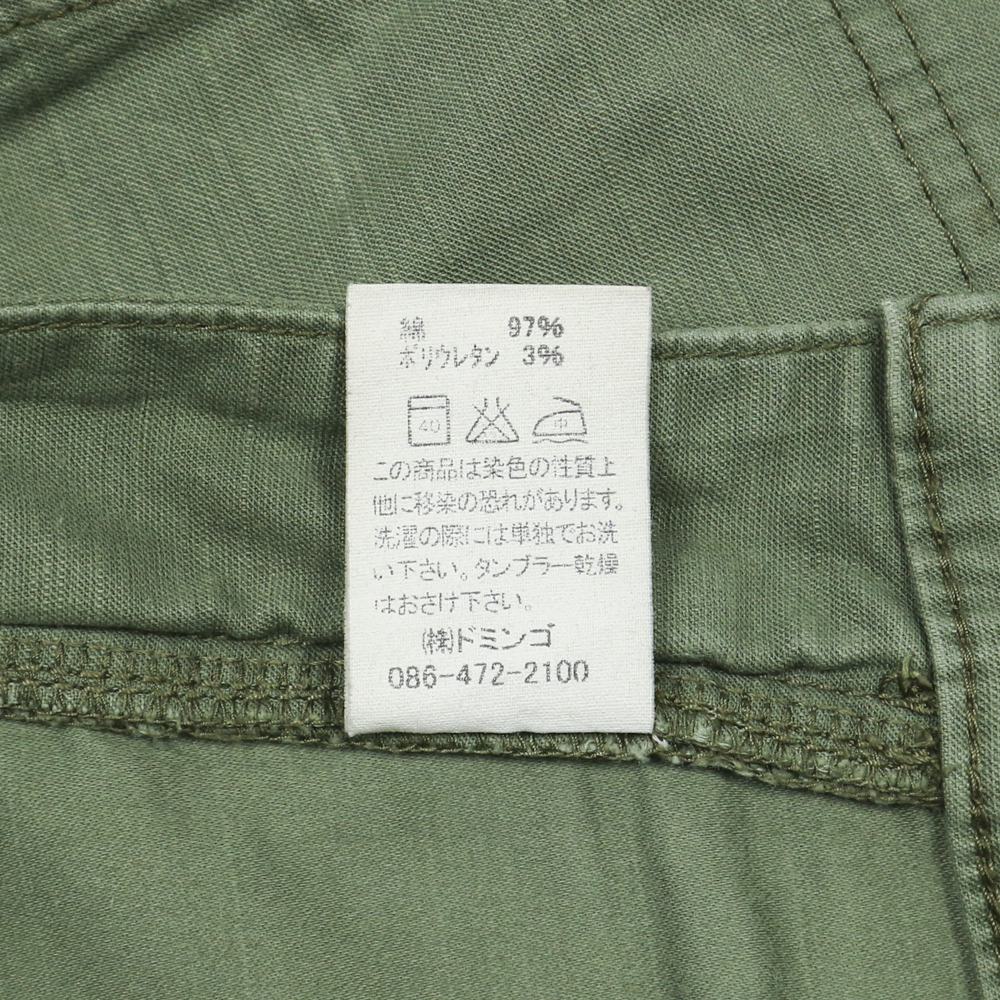 綿 97%
ポリウレタン 3%
40 中
この商品は染色の性質上
他に移染の恐れがあります。
洗濯の際には単独でお洗
い下さい。タンブラー乾燥
はおさけ下さい。
(株)ドミンゴ
086-472-2100